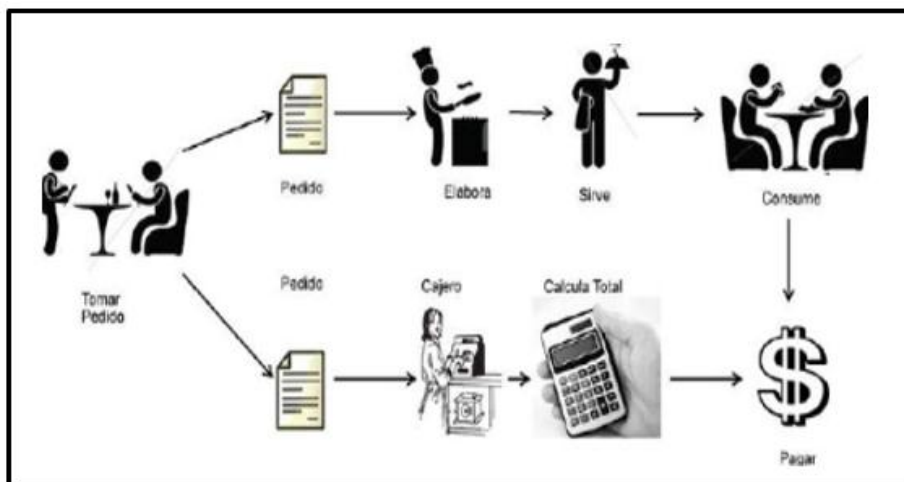 Pedido
Elabora
Sirve
Consume
Tomar
Pedido
Pedido
Cajero
Calcula Total
Pagar